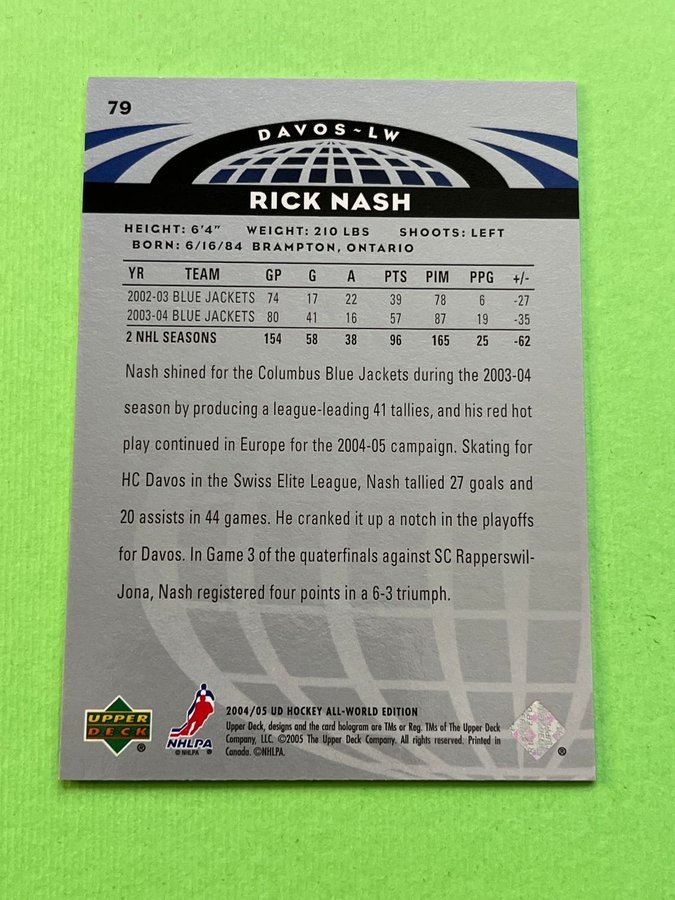 79
DAVOS ~ LW
RICK NASH
HEIGHT: 6'4" WEIGHT: 210 LBS SHOOTS: LEFT
BORN: 6/16/84 BRAMPTON, ONTARIO
YR TEAM GP G A PTS PIM PPG +/-
2002-03 BLUE JACKETS 74 17 22 39 78 6 -27
2003-04 BLUE JACKETS 80 41 16 57 87 19 -35
2 NHL SEASONS 154 58 38 96 165 25 -62
Nash shined for the Columbus Blue Jackets during the 2003-04
season by producing a league-leading 41 tallies, and his red hot
play continued in Europe for the 2004-05 campaign. Skating for
HC Davos in the Swiss Elite League, Nash tallied 27 goals and
20 assists in 44 games. He cranked it up a notch in the playoffs
for Davos. In Game 3 of the quaterfinals against SC Rapperswil-
Jona, Nash registered four points in a 6-3 triumph.
UPPER
DECK ®
NHLPA
© NHLPA ®
2004/05 UD HOCKEY ALL-WORLD EDITION
Upper Deck, designs and the card hologram are TMs or Reg. TMs of The Upper Deck
Company, LLC. ©2005 The Upper Deck Company. All rights reserved. Printed in
Canada. ©NHLPA.
®